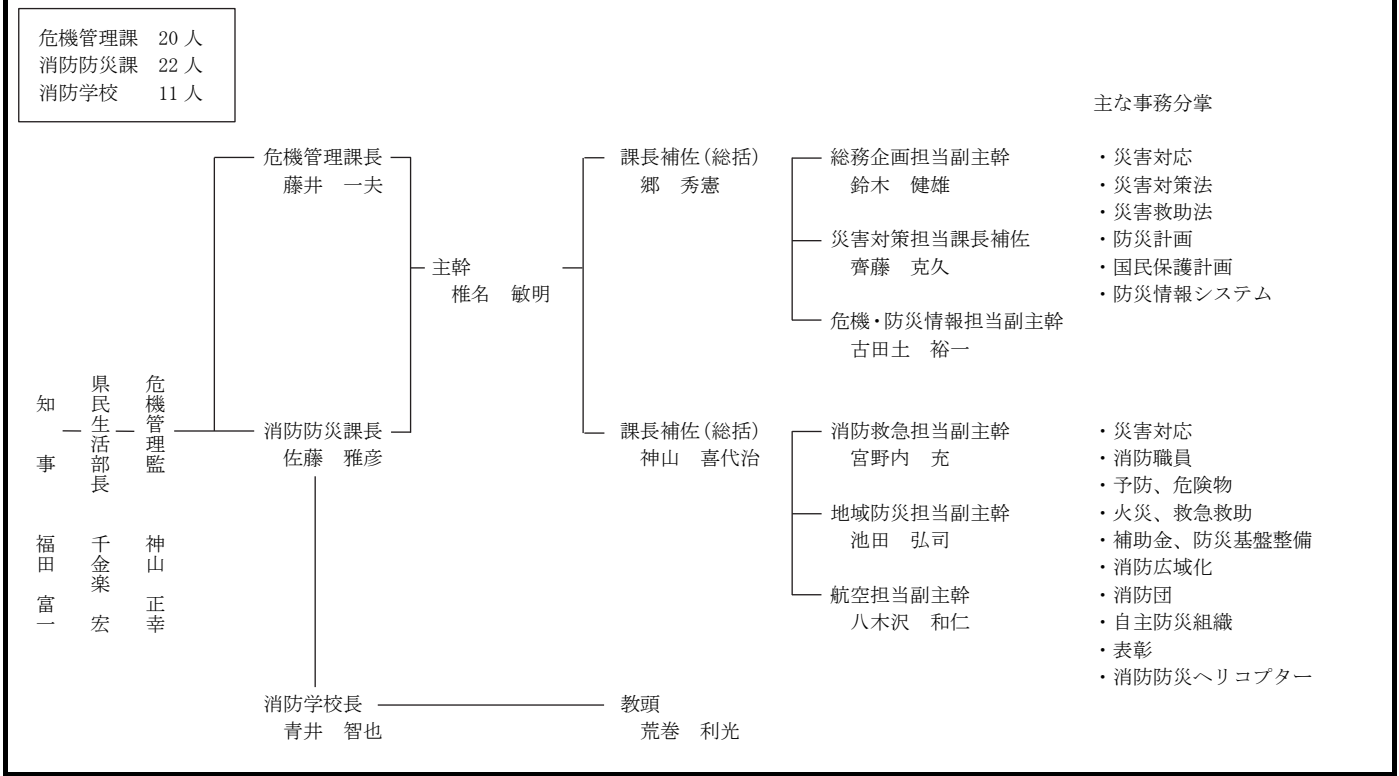 危機管理課　20 人
消防防災課　22 人
消防学校　11 人
主な事務分掌
知事　福田　富一
県民生活部長　千金楽　宏
危機管理監　神山　正幸
危機管理課長
藤井　一夫
消防防災課長
佐藤　雅彦
消防学校長
青井　智也
主幹
椎名　敏明
課長補佐(総括)
郷　秀憲
課長補佐(総括)
神山　喜代治
教頭
荒巻　利光
総務企画担当副主幹
鈴木　健雄
災害対策担当課長補佐
齊藤　克久
危機・防災情報担当副主幹
古田土　裕一
消防救急担当副主幹
宮野内　充
地域防災担当副主幹
池田　弘司
航空担当副主幹
八木沢　和仁
・災害対応
・災害対策法
・災害救助法
・防災計画
・国民保護計画
・防災情報システム
・災害対応
・消防職員
・予防、危険物
・火災、救急救助
・補助金、防災基盤整備
・消防広域化
・消防団
・自主防災組織
・表彰
・消防防災ヘリコプター